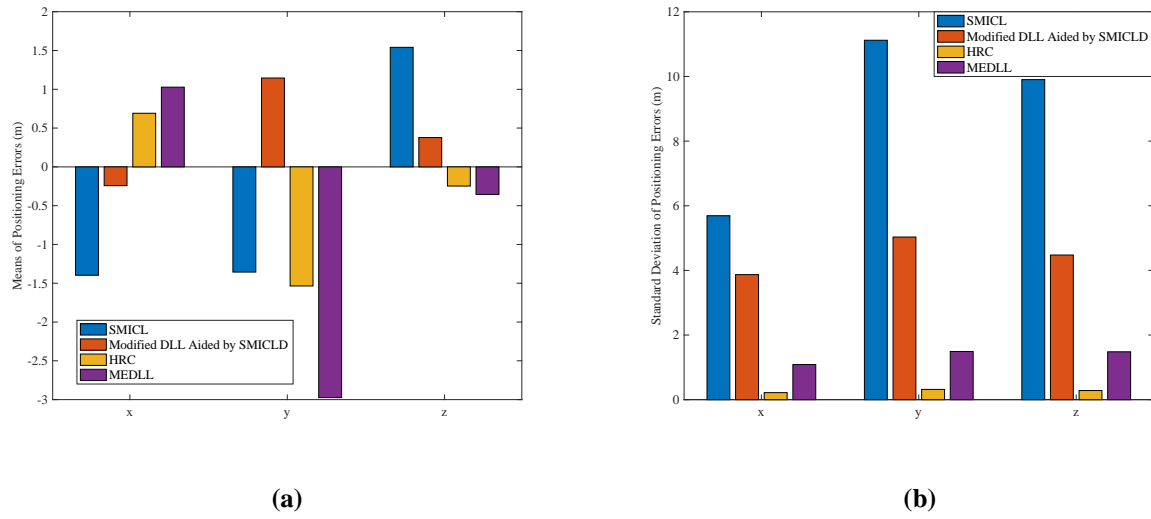 Means of Positioning Errors (m)
2
1.5
1
0.5
0
-0.5
-1
-1.5
-2
-2.5
-3
SMICL
Modified DLL Aided by SMICLD
HRC
MEDLL
x
y
z
(a)
Standard Deviation of Positioning Errors (m)
12
10
8
6
4
2
0
SMICL
Modified DLL Aided by SMICLD
HRC
MEDLL
x
y
z
(b)